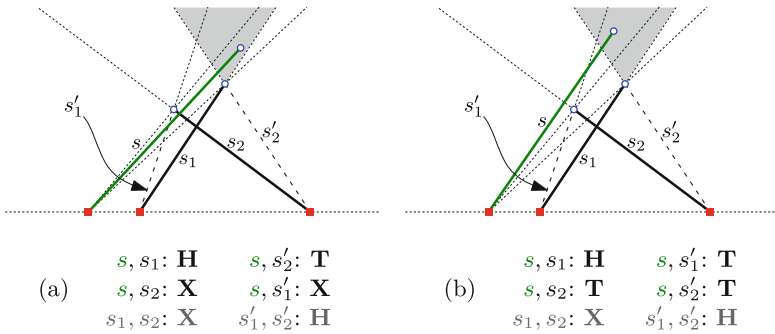 s′₁ s s₁ s₂ s′₂
s′₁ s s₁ s₂ s′₂
(a)
s, s₁: H s, s′₂: T
s, s₂: X s, s′₁: X
s₁, s₂: X s′₁, s′₂: H
(b)
s, s₁: H s, s′₁: T
s, s₂: T s, s′₂: T
s₁, s₂: X s′₁, s′₂: H